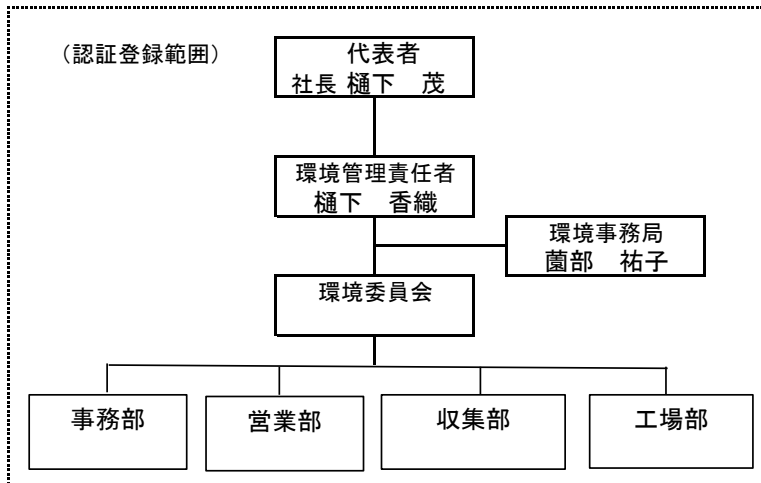 （認証登録範囲）
代表者
社長 樋下　茂
環境管理責任者
樋下　香織
環境事務局
薗部　祐子
環境委員会
事務部
営業部
収集部
工場部